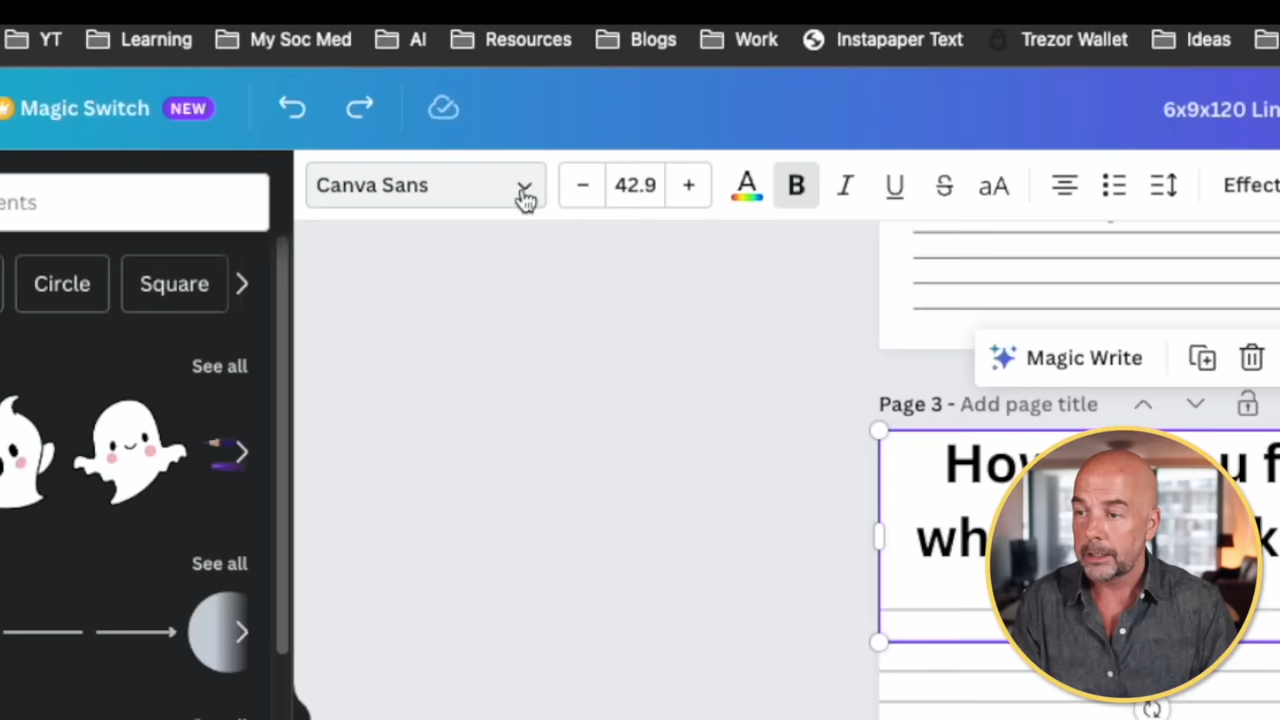 YT Learning My Soc Med AI Resources Blogs Work Instapaper Text Trezor Wallet Ideas
Magic Switch NEW
6x9x120 Lin
Canva Sans
42.9
B I U S aA
Effect
ents
Circle
Square
See all
Magic Write
Page 3 - Add page title
u f
wh
See all